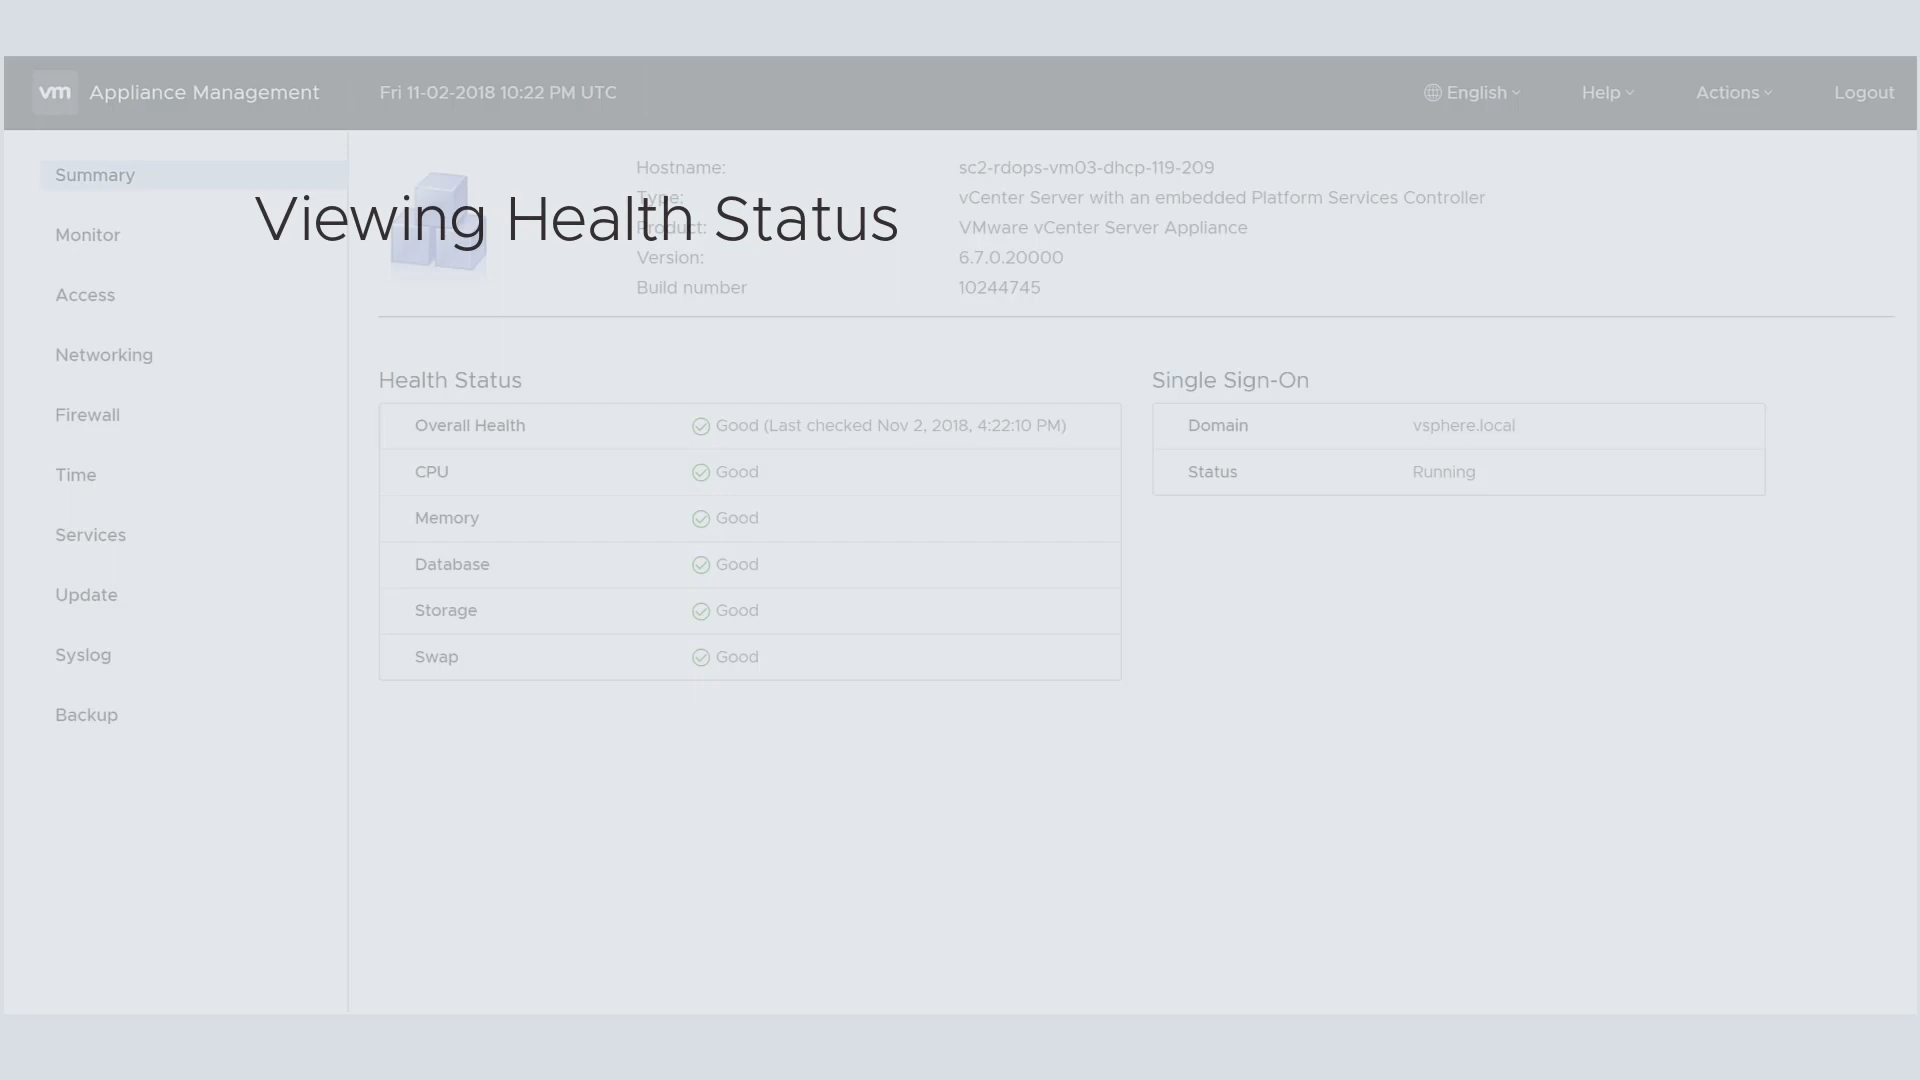 vm Appliance Management Fri 11-02-2018 10:22 PM UTC English Help Actions Logout
Viewing Health Status
Summary
Monitor
Access
Networking
Firewall
Time
Services
Update
Syslog
Backup
Hostname: sc2-rdops-vm03-dhcp-119-209
Type: vCenter Server with an embedded Platform Services Controller
Product: VMware vCenter Server Appliance
Version: 6.7.0.20000
Build number 10244745
Health Status
Overall Health Good (Last checked Nov 2, 2018, 4:22:10 PM)
CPU Good
Memory Good
Database Good
Storage Good
Swap Good
Single Sign-On
Domain vsphere.local
Status Running